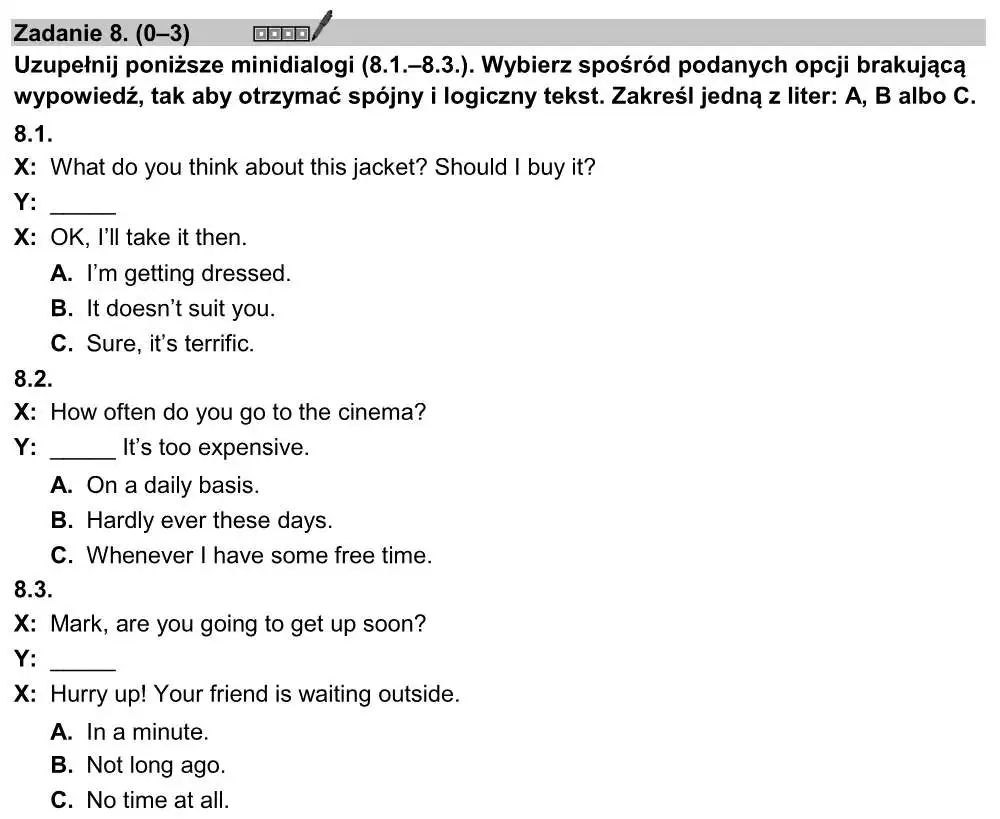 Zadanie 8. (0–3)
Uzupełnij poniższe minidialogi (8.1.–8.3.). Wybierz spośród podanych opcji brakującą
wypowiedź, tak aby otrzymać spójny i logiczny tekst. Zakreśl jedną z liter: A, B albo C.
8.1.
X: What do you think about this jacket? Should I buy it?
Y: _____
X: OK, I’ll take it then.
A. I’m getting dressed.
B. It doesn’t suit you.
C. Sure, it’s terrific.
8.2.
X: How often do you go to the cinema?
Y: _____ It’s too expensive.
A. On a daily basis.
B. Hardly ever these days.
C. Whenever I have some free time.
8.3.
X: Mark, are you going to get up soon?
Y: _____
X: Hurry up! Your friend is waiting outside.
A. In a minute.
B. Not long ago.
C. No time at all.